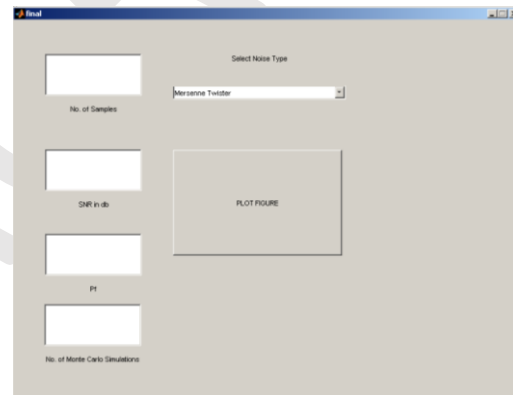 final
Select Noise Type
Mersenne Twister
No. of Samples
SNR in db
PLOT FIGURE
Pf
No. of Monte Carlo Simulations